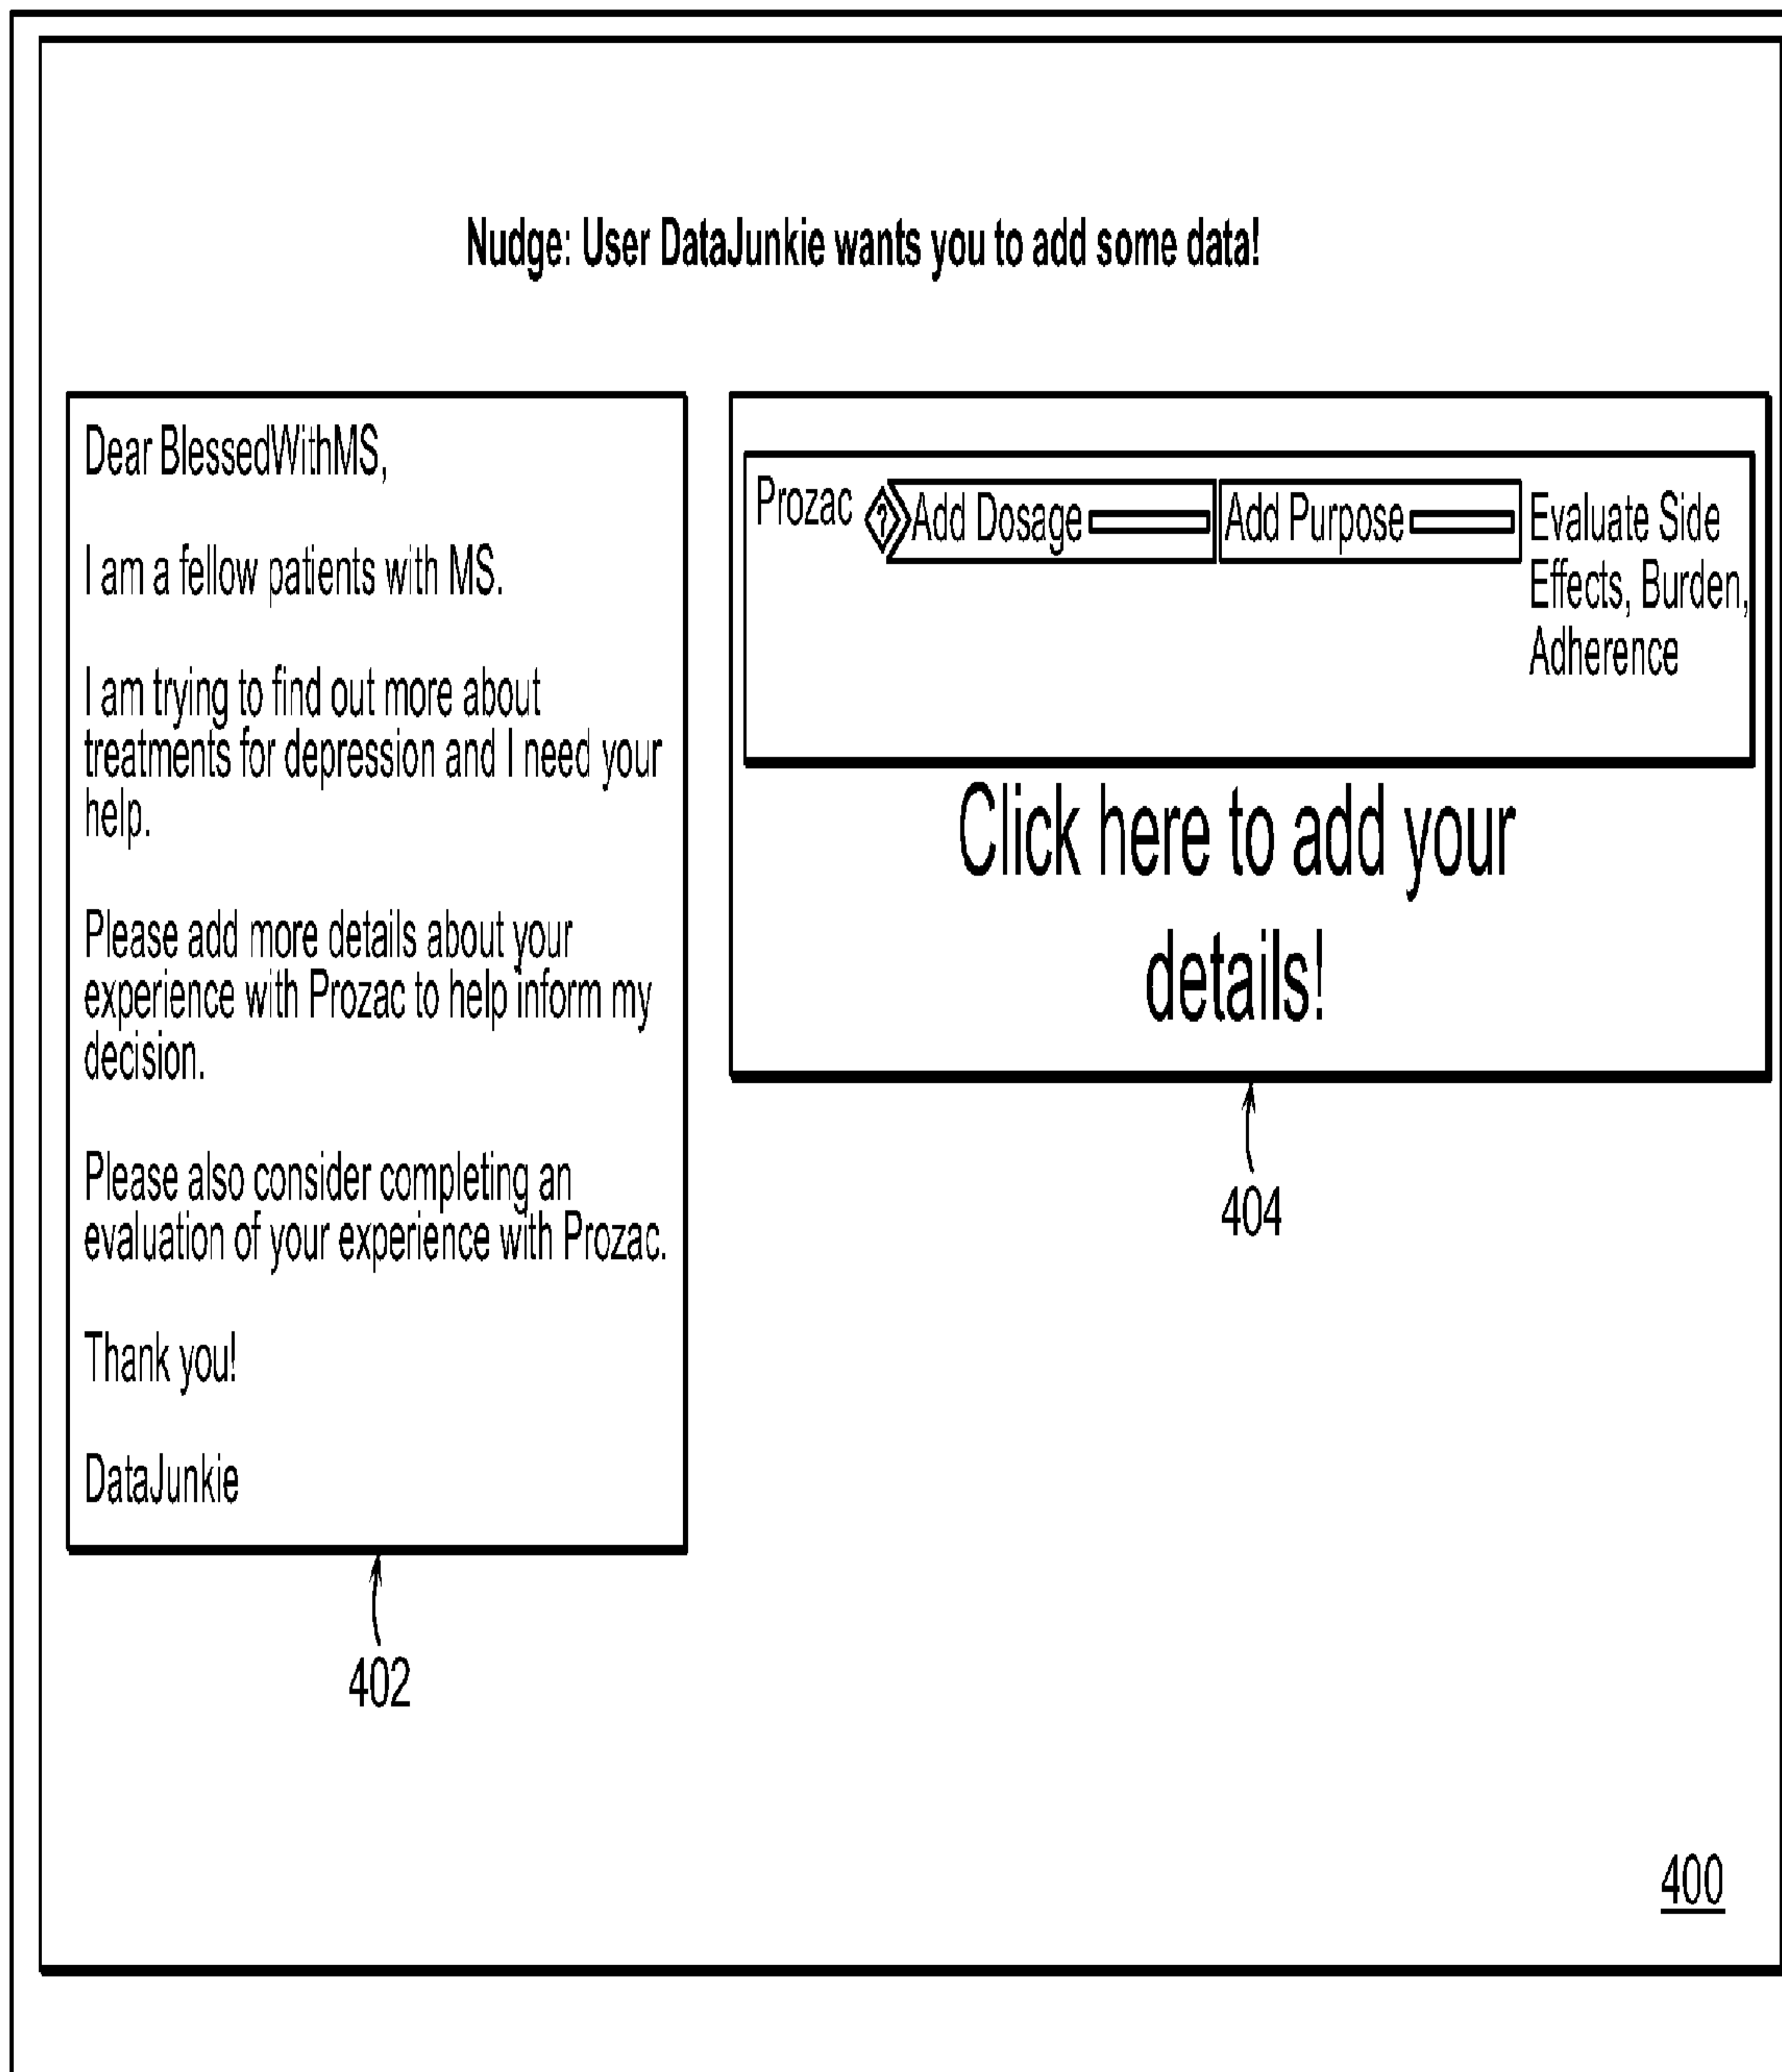 Nudge: User DataJunkie wants you to add some data!
Dear BlessedWithMS,
I am a fellow patients with MS.
I am trying to find out more about
treatments for depression and I need your
help.
Please add more details about your
experience with Prozac to help inform my
decision.
Please also consider completing an
evaluation of your experience with Prozac.
Thank you!
DataJunkie
402
Prozac ? Add Dosage Add Purpose Evaluate Side
Effects, Burden,
Adherence
Click here to add your
details!
404
400